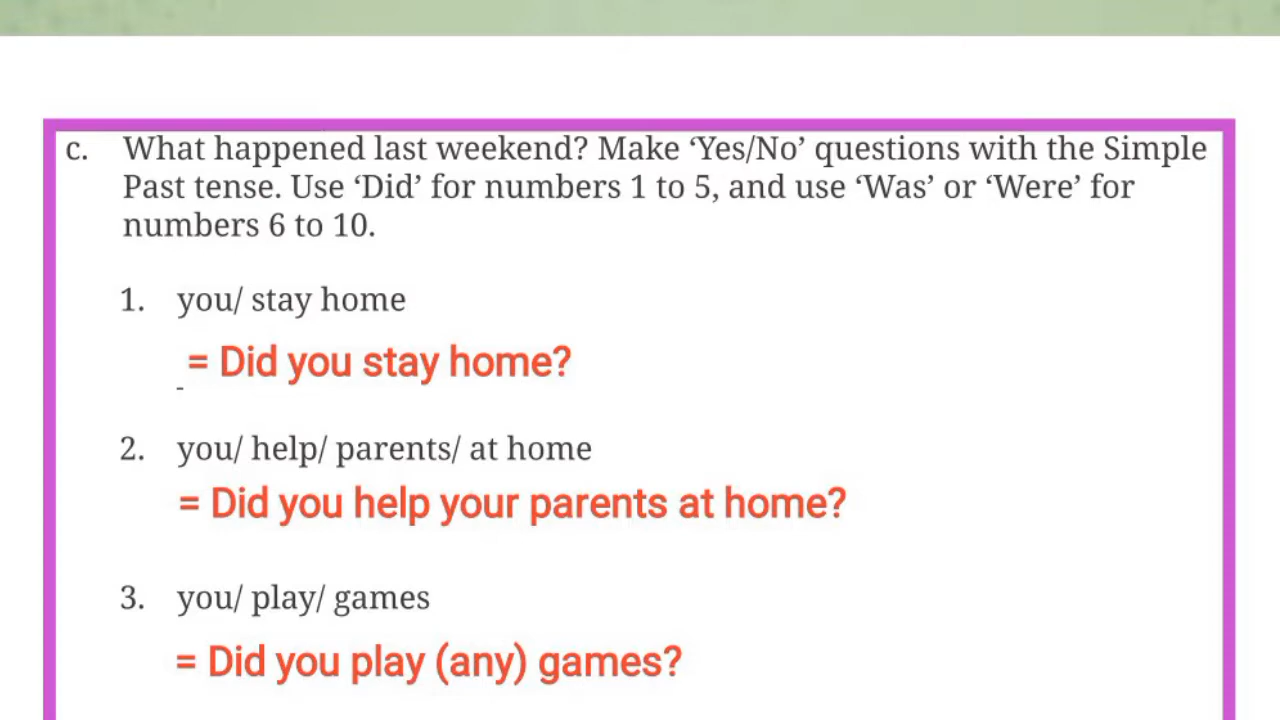 c. What happened last weekend? Make ‘Yes/No’ questions with the Simple
Past tense. Use ‘Did’ for numbers 1 to 5, and use ‘Was’ or ‘Were’ for
numbers 6 to 10.
1. you/ stay home
= Did you stay home?
2. you/ help/ parents/ at home
= Did you help your parents at home?
3. you/ play/ games
= Did you play (any) games?